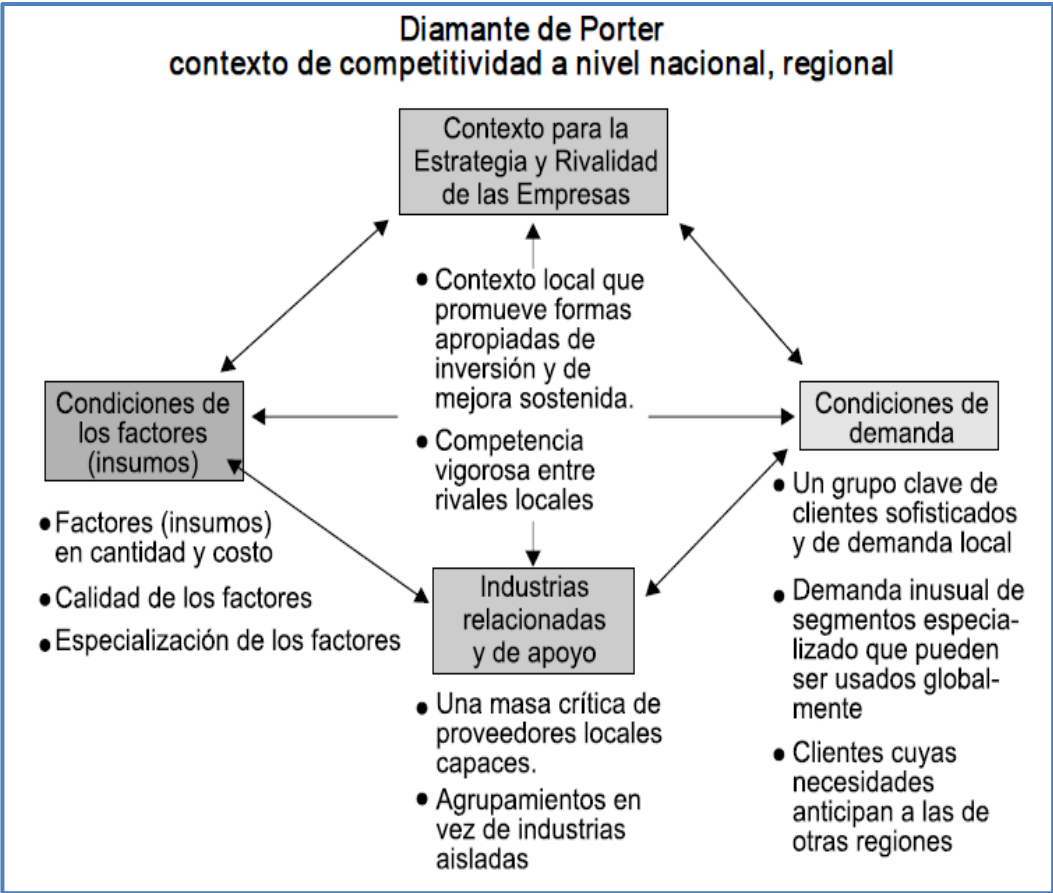 Diamante de Porter
contexto de competitividad a nivel nacional, regional
Contexto para la
Estrategia y Rivalidad
de las Empresas
• Contexto local que
promueve formas
apropiadas de
inversión y de
mejora sostenida.
• Competencia
vigorosa entre
rivales locales
Condiciones de
los factores
(insumos)
• Factores (insumos)
en cantidad y costo
• Calidad de los factores
• Especialización de los factores
Condiciones de
demanda
• Un grupo clave de
clientes sofisticados
y de demanda local
• Demanda inusual de
segmentos especia-
lizado que pueden
ser usados global-
mente
• Clientes cuyas
necesidades
anticipan a las de
otras regiones
Industrias
relacionadas
y de apoyo
• Una masa crítica de
proveedores locales
capaces.
• Agrupamientos en
vez de industrias
aisladas